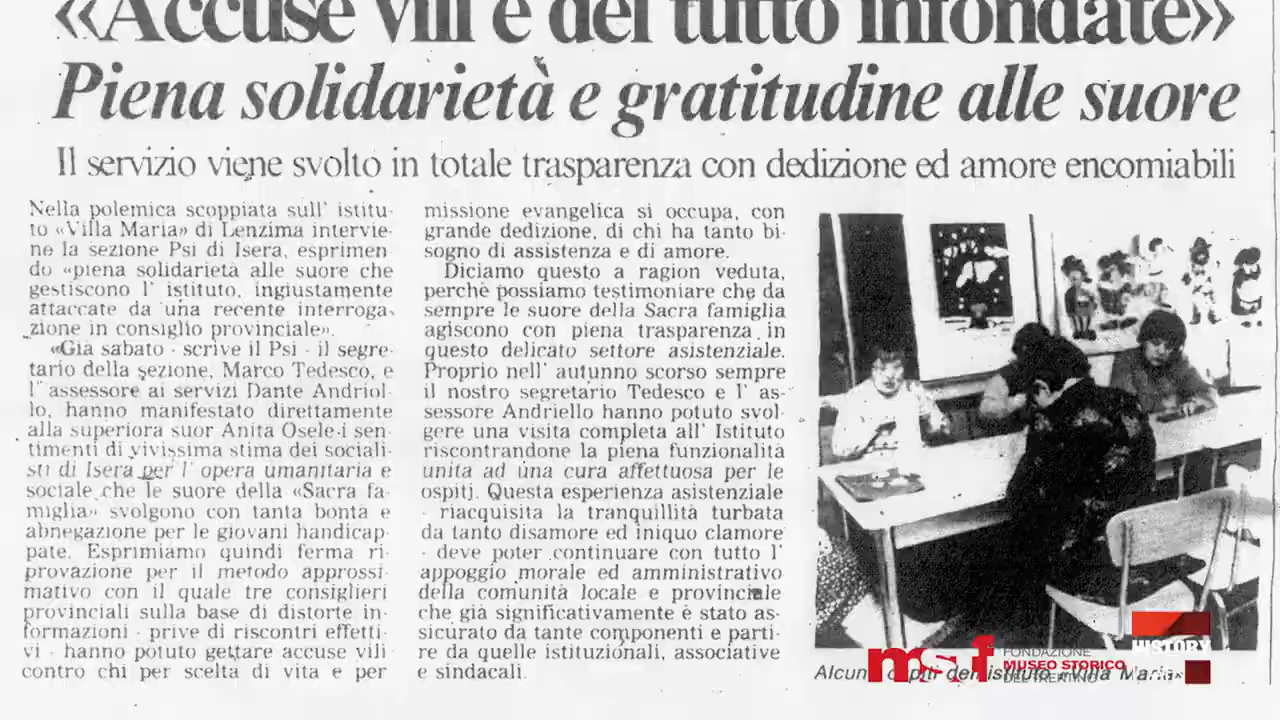 «Accuse vili e del tutto infondate»
Piena solidarietà e gratitudine alle suore
Il servizio viene svolto in totale trasparenza con dedizione ed amore encomiabili
Nella polemica scoppiata sull' istitu-
to «Villa Maria» di Lenzima intervie-
ne la sezione Psi di Isera, esprimen-
do «piena solidarietà alle suore che
gestiscono l' istituto, ingiustamente
attaccate da una recente interroga-
zione in consiglio provinciale».
«Già sabato - scrive il Psi - il segre-
tario della sezione, Marco Tedesco, e
l' assessore ai servizi Dante Andriol-
lo, hanno manifestato direttamente
alla superiora suor Anita Osele i sen-
timenti di vivissima stima dei sociali-
sti di Isera per l' opera umanitaria e
sociale che le suore della «Sacra fa-
miglia» svolgono con tanta bontà e
abnegazione per le giovani handicap-
pate. Esprimiamo quindi ferma ri-
provazione per il metodo approssi-
mativo con il quale tre consiglieri
provinciali sulla base di distorte in-
formazioni - prive di riscontri effetti-
vi - hanno potuto gettare accuse vili
contro chi per scelta di vita e per
missione evangelica si occupa, con
grande dedizione, di chi ha tanto bi-
sogno di assistenza e di amore.
Diciamo questo a ragion veduta,
perchè possiamo testimoniare che da
sempre le suore della Sacra famiglia
agiscono con piena trasparenza in
questo delicato settore assistenziale.
Proprio nell' autunno scorso sempre
il nostro segretario Tedesco e l' as-
sessore Andriello hanno potuto svol-
gere una visita completa all' Istituto
riscontrandone la piena funzionalità
unita ad una cura affettuosa per le
ospiti. Questa esperienza assistenziale
- riacquisita la tranquillità turbata
da tanto disamore ed iniquo clamore
- deve poter continuare con tutto l'
appoggio morale ed amministrativo
della comunità locale e provinciale
che già significativamente è stato as-
sicurato da tante componenti e parti-
re da quelle istituzionali, associative
e sindacali.
Alcuni ospiti dell'istituto «Villa Maria»
msf FONDAZIONE
MUSEO STORICO
DEL TRENTINO
HISTORY